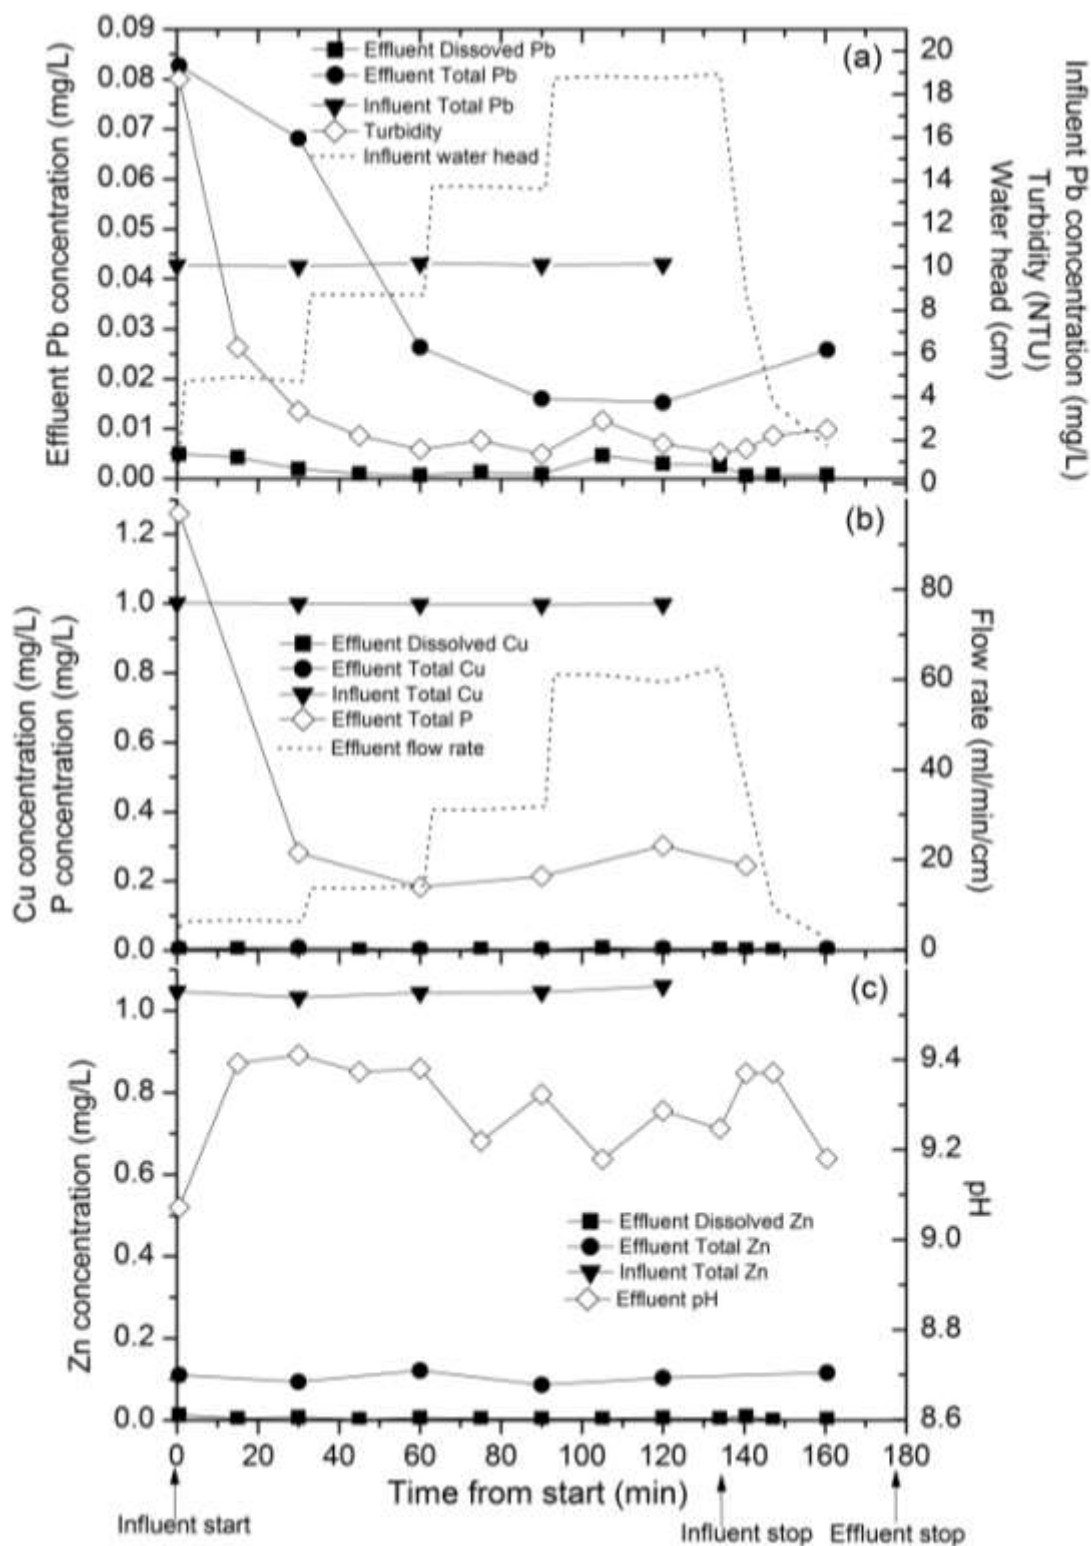 (a)
Effluent Dissoved Pb
Effluent Total Pb
Influent Total Pb
Turbidity
Influent water head
Effluent Pb concentration (mg/L)
0.09
0.08
0.07
0.06
0.05
0.04
0.03
0.02
0.01
0.00
20
18
16
14
12
10
8
6
4
2
0
Influent Pb concentration (mg/L)
Turbidity (NTU)
Water head (cm)
(b)
Effluent Dissolved Cu
Effluent Total Cu
Influent Total Cu
Effluent Total P
Effluent flow rate
Cu concentration (mg/L)
P concentration (mg/L)
1.2
1.0
0.8
0.6
0.4
0.2
0.0
80
60
40
20
0
Flow rate (ml/min/cm)
(c)
Effluent Dissolved Zn
Effluent Total Zn
Influent Total Zn
Effluent pH
Zn concentration (mg/L)
1.0
0.8
0.6
0.4
0.2
0.0
9.4
9.2
9.0
8.8
8.6
pH
0 20 40 60 80 100 120 140 160 180
Time from start (min)
Influent start
Influent stop
Effluent stop